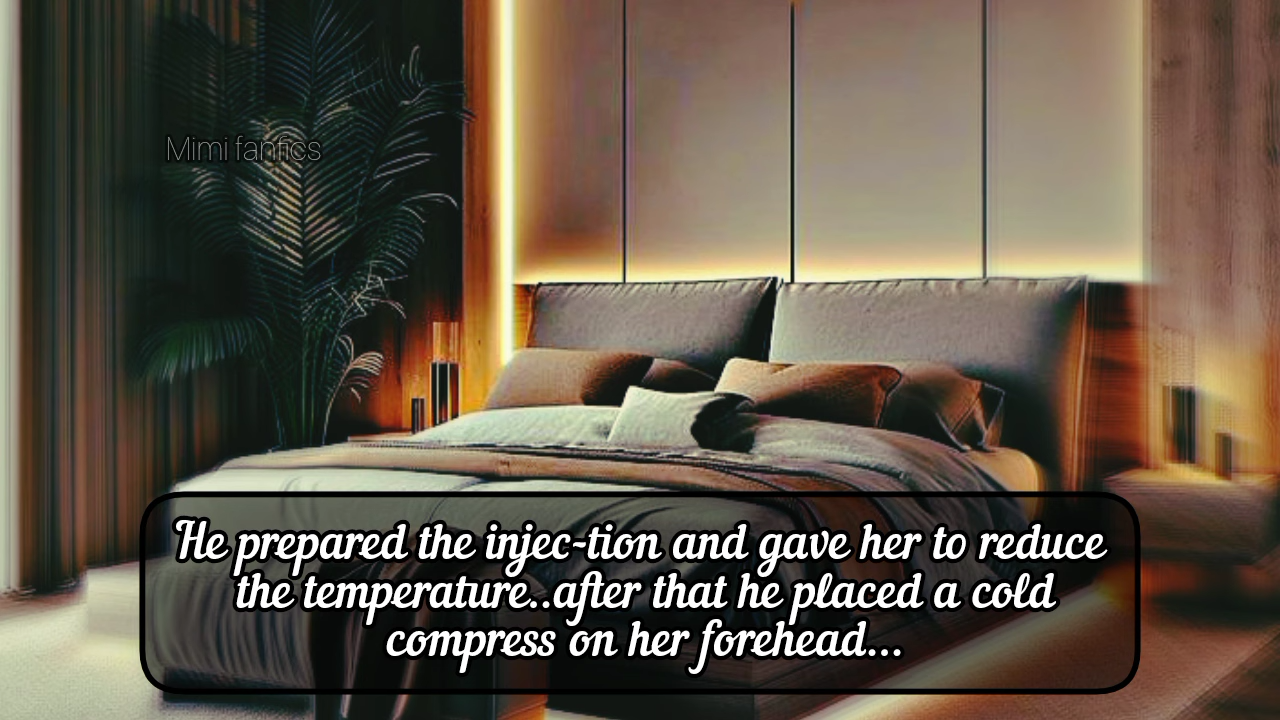 Mimi fanfics
He prepared the injec-tion and gave her to reduce
the temperature..after that he placed a cold
compress on her forehead...